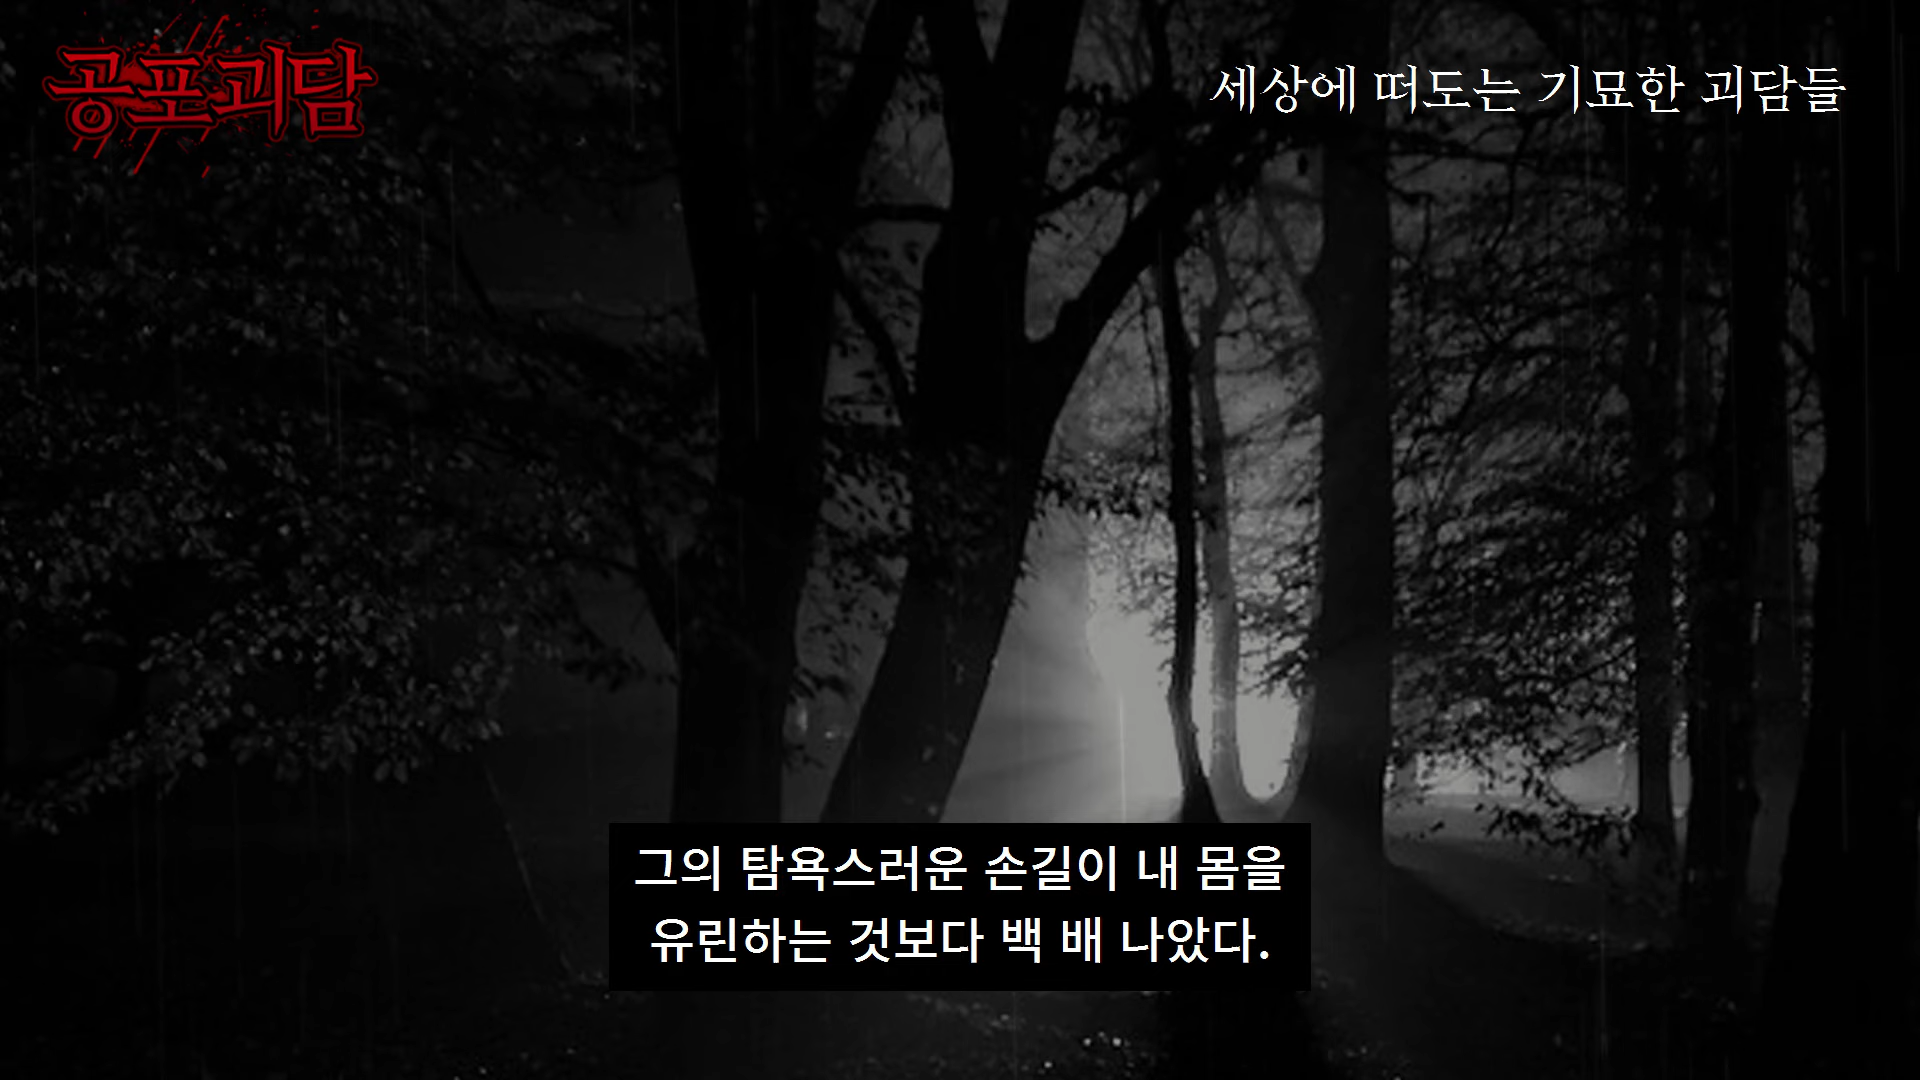 공포괴담
세상에 떠도는 기묘한 괴담들
그의 탐욕스러운 손길이 내 몸을
유린하는 것보다 백 배 나았다.